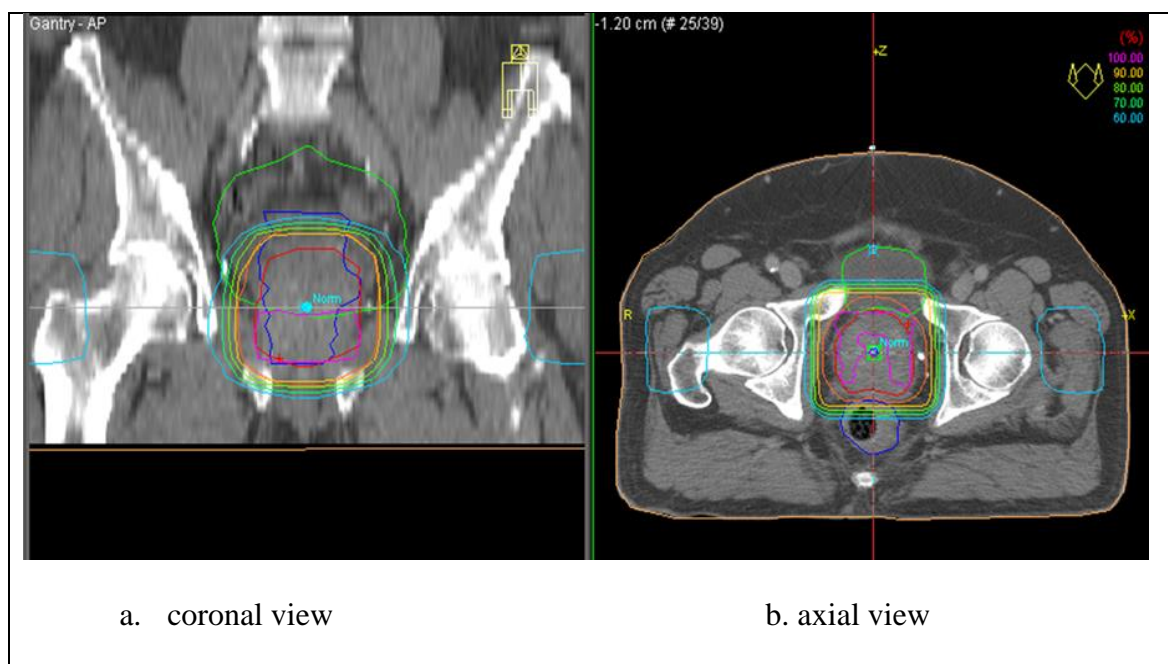 Gantry - AP
Norm
-1.20 cm (# 25/39)
+Z
(%)
100.00
90.00
80.00
70.00
60.00
R
+X
Norm
a. coronal view
b. axial view